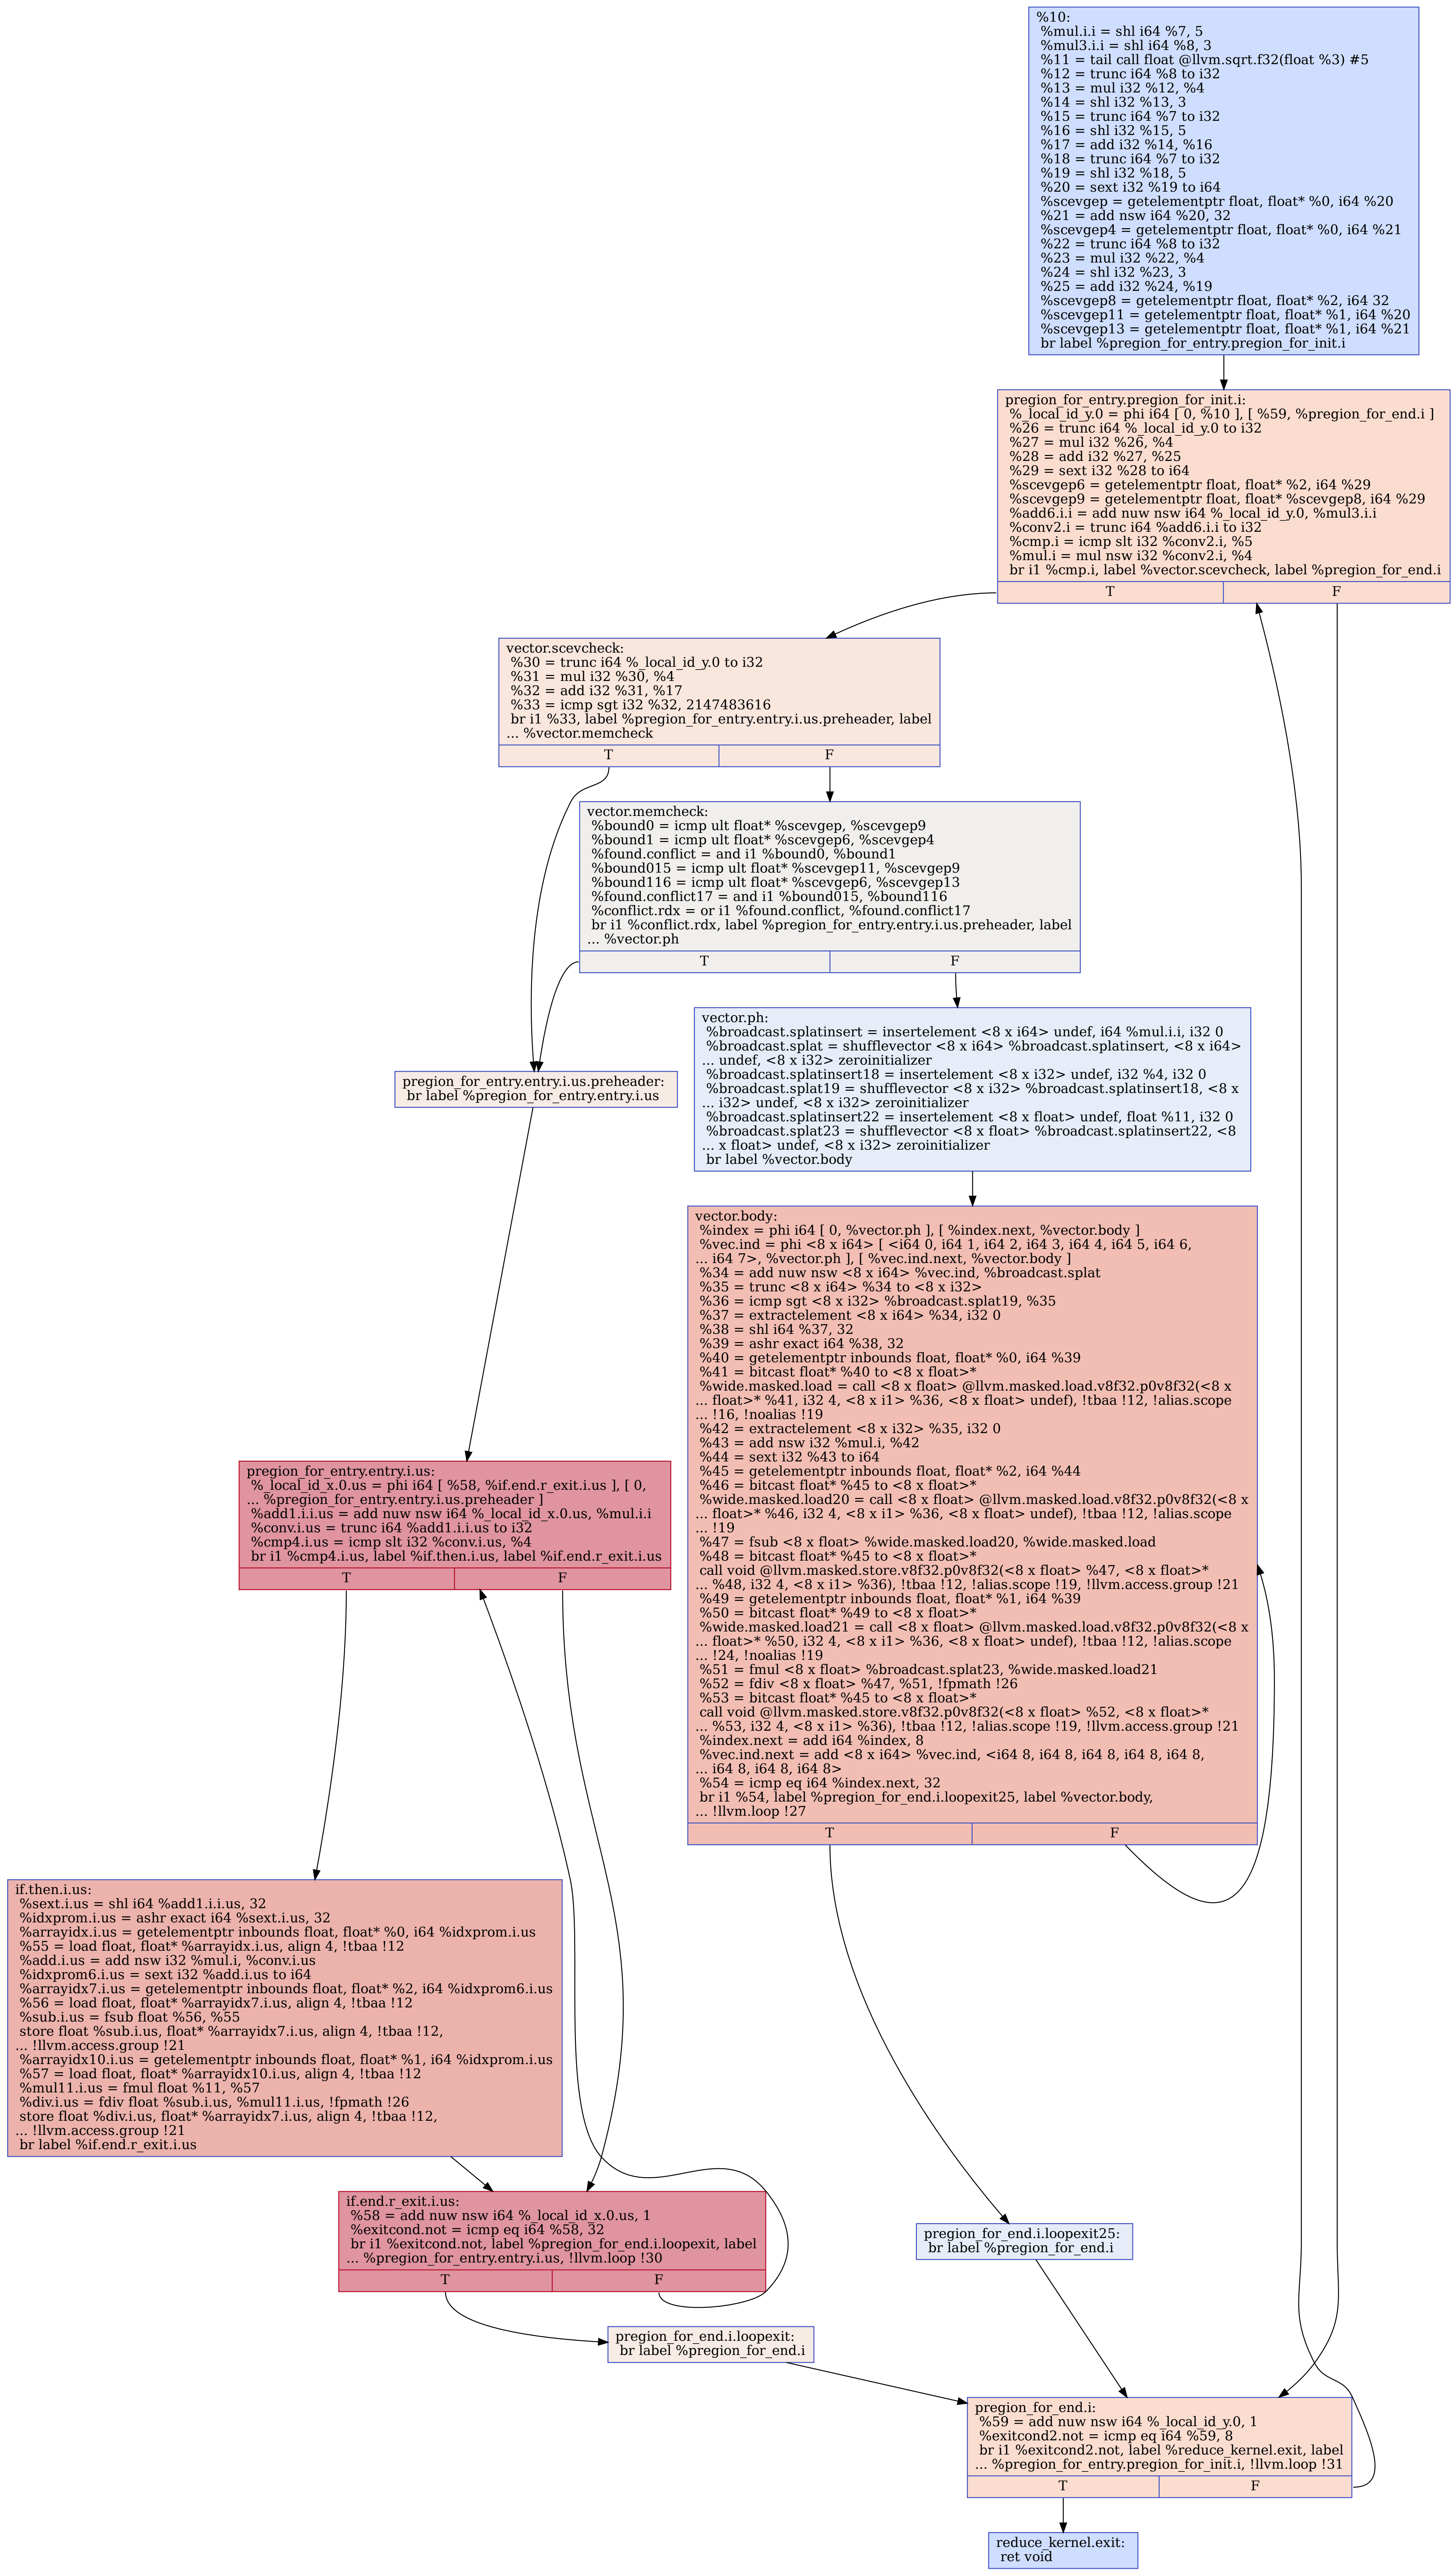 %10:
%mul.i.i = shl i64 %7, 5
%mul3.i.i = shl i64 %8, 3
%11 = tail call float @llvm.sqrt.f32(float %3) #5
%12 = trunc i64 %8 to i32
%13 = mul i32 %12, %4
%14 = shl i32 %13, 3
%15 = trunc i64 %7 to i32
%16 = shl i32 %15, 5
%17 = add i32 %14, %16
%18 = trunc i64 %7 to i32
%19 = shl i32 %18, 5
%20 = sext i32 %19 to i64
%scevgep = getelementptr float, float* %0, i64 %20
%21 = add nsw i64 %20, 32
%scevgep4 = getelementptr float, float* %0, i64 %21
%22 = trunc i64 %8 to i32
%23 = mul i32 %22, %4
%24 = shl i32 %23, 3
%25 = add i32 %24, %19
%scevgep8 = getelementptr float, float* %2, i64 32
%scevgep11 = getelementptr float, float* %1, i64 %20
%scevgep13 = getelementptr float, float* %1, i64 %21
br label %pregion_for_entry.pregion_for_init.i
pregion_for_entry.pregion_for_init.i:
%_local_id_y.0 = phi i64 [ 0, %10 ], [ %59, %pregion_for_end.i ]
%26 = trunc i64 %_local_id_y.0 to i32
%27 = mul i32 %26, %4
%28 = add i32 %27, %25
%29 = sext i32 %28 to i64
%scevgep6 = getelementptr float, float* %2, i64 %29
%scevgep9 = getelementptr float, float* %scevgep8, i64 %29
%add6.i.i = add nuw nsw i64 %_local_id_y.0, %mul3.i.i
%conv2.i = trunc i64 %add6.i.i to i32
%cmp.i = icmp slt i32 %conv2.i, %5
%mul.i = mul nsw i32 %conv2.i, %4
br i1 %cmp.i, label %vector.scevcheck, label %pregion_for_end.i
T F
vector.scevcheck:
%30 = trunc i64 %_local_id_y.0 to i32
%31 = mul i32 %30, %4
%32 = add i32 %31, %17
%33 = icmp sgt i32 %32, 2147483616
br i1 %33, label %pregion_for_entry.entry.i.us.preheader, label
... %vector.memcheck
T F
vector.memcheck:
%bound0 = icmp ult float* %scevgep, %scevgep9
%bound1 = icmp ult float* %scevgep6, %scevgep4
%found.conflict = and i1 %bound0, %bound1
%bound015 = icmp ult float* %scevgep11, %scevgep9
%bound116 = icmp ult float* %scevgep6, %scevgep13
%found.conflict17 = and i1 %bound015, %bound116
%conflict.rdx = or i1 %found.conflict, %found.conflict17
br i1 %conflict.rdx, label %pregion_for_entry.entry.i.us.preheader, label
... %vector.ph
T F
vector.ph:
%broadcast.splatinsert = insertelement <8 x i64> undef, i64 %mul.i.i, i32 0
%broadcast.splat = shufflevector <8 x i64> %broadcast.splatinsert, <8 x i64>
... undef, <8 x i32> zeroinitializer
%broadcast.splatinsert18 = insertelement <8 x i32> undef, i32 %4, i32 0
%broadcast.splat19 = shufflevector <8 x i32> %broadcast.splatinsert18, <8 x
... i32> undef, <8 x i32> zeroinitializer
%broadcast.splatinsert22 = insertelement <8 x float> undef, float %11, i32 0
%broadcast.splat23 = shufflevector <8 x float> %broadcast.splatinsert22, <8
... x float> undef, <8 x i32> zeroinitializer
br label %vector.body
pregion_for_entry.entry.i.us.preheader:
br label %pregion_for_entry.entry.i.us
vector.body:
%index = phi i64 [ 0, %vector.ph ], [ %index.next, %vector.body ]
%vec.ind = phi <8 x i64> [ <i64 0, i64 1, i64 2, i64 3, i64 4, i64 5, i64 6,
... i64 7>, %vector.ph ], [ %vec.ind.next, %vector.body ]
%34 = add nuw nsw <8 x i64> %vec.ind, %broadcast.splat
%35 = trunc <8 x i64> %34 to <8 x i32>
%36 = icmp sgt <8 x i32> %broadcast.splat19, %35
%37 = extractelement <8 x i64> %34, i32 0
%38 = shl i64 %37, 32
%39 = ashr exact i64 %38, 32
%40 = getelementptr inbounds float, float* %0, i64 %39
%41 = bitcast float* %40 to <8 x float>*
%wide.masked.load = call <8 x float> @llvm.masked.load.v8f32.p0v8f32(<8 x
... float>* %41, i32 4, <8 x i1> %36, <8 x float> undef), !tbaa !12, !alias.scope
... !16, !noalias !19
%42 = extractelement <8 x i32> %35, i32 0
%43 = add nsw i32 %mul.i, %42
%44 = sext i32 %43 to i64
%45 = getelementptr inbounds float, float* %2, i64 %44
%46 = bitcast float* %45 to <8 x float>*
%wide.masked.load20 = call <8 x float> @llvm.masked.load.v8f32.p0v8f32(<8 x
... float>* %46, i32 4, <8 x i1> %36, <8 x float> undef), !tbaa !12, !alias.scope
... !19
%47 = fsub <8 x float> %wide.masked.load20, %wide.masked.load
%48 = bitcast float* %45 to <8 x float>*
call void @llvm.masked.store.v8f32.p0v8f32(<8 x float> %47, <8 x float>*
... %48, i32 4, <8 x i1> %36), !tbaa !12, !alias.scope !19, !llvm.access.group !21
%49 = getelementptr inbounds float, float* %1, i64 %39
%50 = bitcast float* %49 to <8 x float>*
%wide.masked.load21 = call <8 x float> @llvm.masked.load.v8f32.p0v8f32(<8 x
... float>* %50, i32 4, <8 x i1> %36, <8 x float> undef), !tbaa !12, !alias.scope
... !24, !noalias !19
%51 = fmul <8 x float> %broadcast.splat23, %wide.masked.load21
%52 = fdiv <8 x float> %47, %51, !fpmath !26
%53 = bitcast float* %45 to <8 x float>*
call void @llvm.masked.store.v8f32.p0v8f32(<8 x float> %52, <8 x float>*
... %53, i32 4, <8 x i1> %36), !tbaa !12, !alias.scope !19, !llvm.access.group !21
%index.next = add i64 %index, 8
%vec.ind.next = add <8 x i64> %vec.ind, <i64 8, i64 8, i64 8, i64 8, i64 8,
... i64 8, i64 8, i64 8>
%54 = icmp eq i64 %index.next, 32
br i1 %54, label %pregion_for_end.i.loopexit25, label %vector.body,
... !llvm.loop !27
T F
pregion_for_entry.entry.i.us:
%_local_id_x.0.us = phi i64 [ %58, %if.end.r_exit.i.us ], [ 0,
... %pregion_for_entry.entry.i.us.preheader ]
%add1.i.i.us = add nuw nsw i64 %_local_id_x.0.us, %mul.i.i
%conv.i.us = trunc i64 %add1.i.i.us to i32
%cmp4.i.us = icmp slt i32 %conv.i.us, %4
br i1 %cmp4.i.us, label %if.then.i.us, label %if.end.r_exit.i.us
T F
if.then.i.us:
%sext.i.us = shl i64 %add1.i.i.us, 32
%idxprom.i.us = ashr exact i64 %sext.i.us, 32
%arrayidx.i.us = getelementptr inbounds float, float* %0, i64 %idxprom.i.us
%55 = load float, float* %arrayidx.i.us, align 4, !tbaa !12
%add.i.us = add nsw i32 %mul.i, %conv.i.us
%idxprom6.i.us = sext i32 %add.i.us to i64
%arrayidx7.i.us = getelementptr inbounds float, float* %2, i64 %idxprom6.i.us
%56 = load float, float* %arrayidx7.i.us, align 4, !tbaa !12
%sub.i.us = fsub float %56, %55
store float %sub.i.us, float* %arrayidx7.i.us, align 4, !tbaa !12,
... !llvm.access.group !21
%arrayidx10.i.us = getelementptr inbounds float, float* %1, i64 %idxprom.i.us
%57 = load float, float* %arrayidx10.i.us, align 4, !tbaa !12
%mul11.i.us = fmul float %11, %57
%div.i.us = fdiv float %sub.i.us, %mul11.i.us, !fpmath !26
store float %div.i.us, float* %arrayidx7.i.us, align 4, !tbaa !12,
... !llvm.access.group !21
br label %if.end.r_exit.i.us
if.end.r_exit.i.us:
%58 = add nuw nsw i64 %_local_id_x.0.us, 1
%exitcond.not = icmp eq i64 %58, 32
br i1 %exitcond.not, label %pregion_for_end.i.loopexit, label
... %pregion_for_entry.entry.i.us, !llvm.loop !30
T F
pregion_for_end.i.loopexit25:
br label %pregion_for_end.i
pregion_for_end.i.loopexit:
br label %pregion_for_end.i
pregion_for_end.i:
%59 = add nuw nsw i64 %_local_id_y.0, 1
%exitcond2.not = icmp eq i64 %59, 8
br i1 %exitcond2.not, label %reduce_kernel.exit, label
... %pregion_for_entry.pregion_for_init.i, !llvm.loop !31
T F
reduce_kernel.exit:
ret void